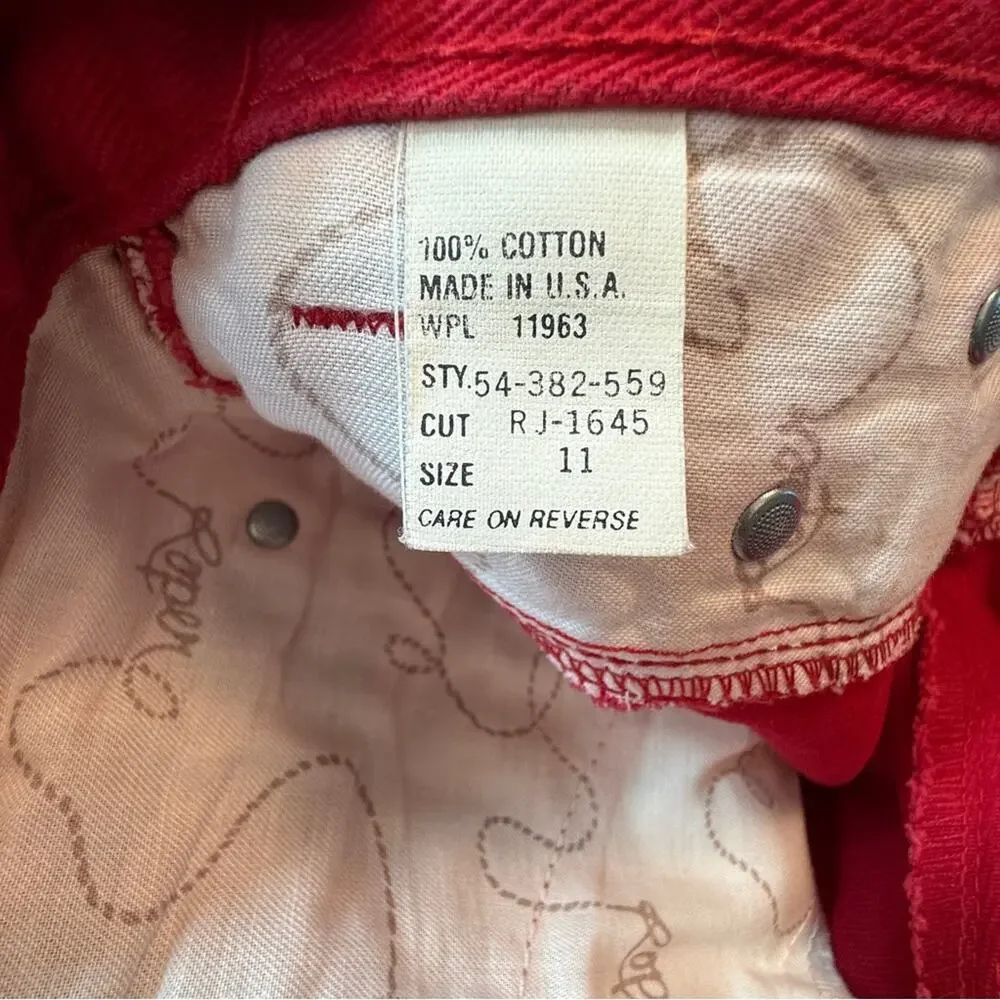 100% COTTON
MADE IN U.S.A.
WPL 11963
STY. 54-382-559
CUT RJ-1645
SIZE 11
CARE ON REVERSE
Roper